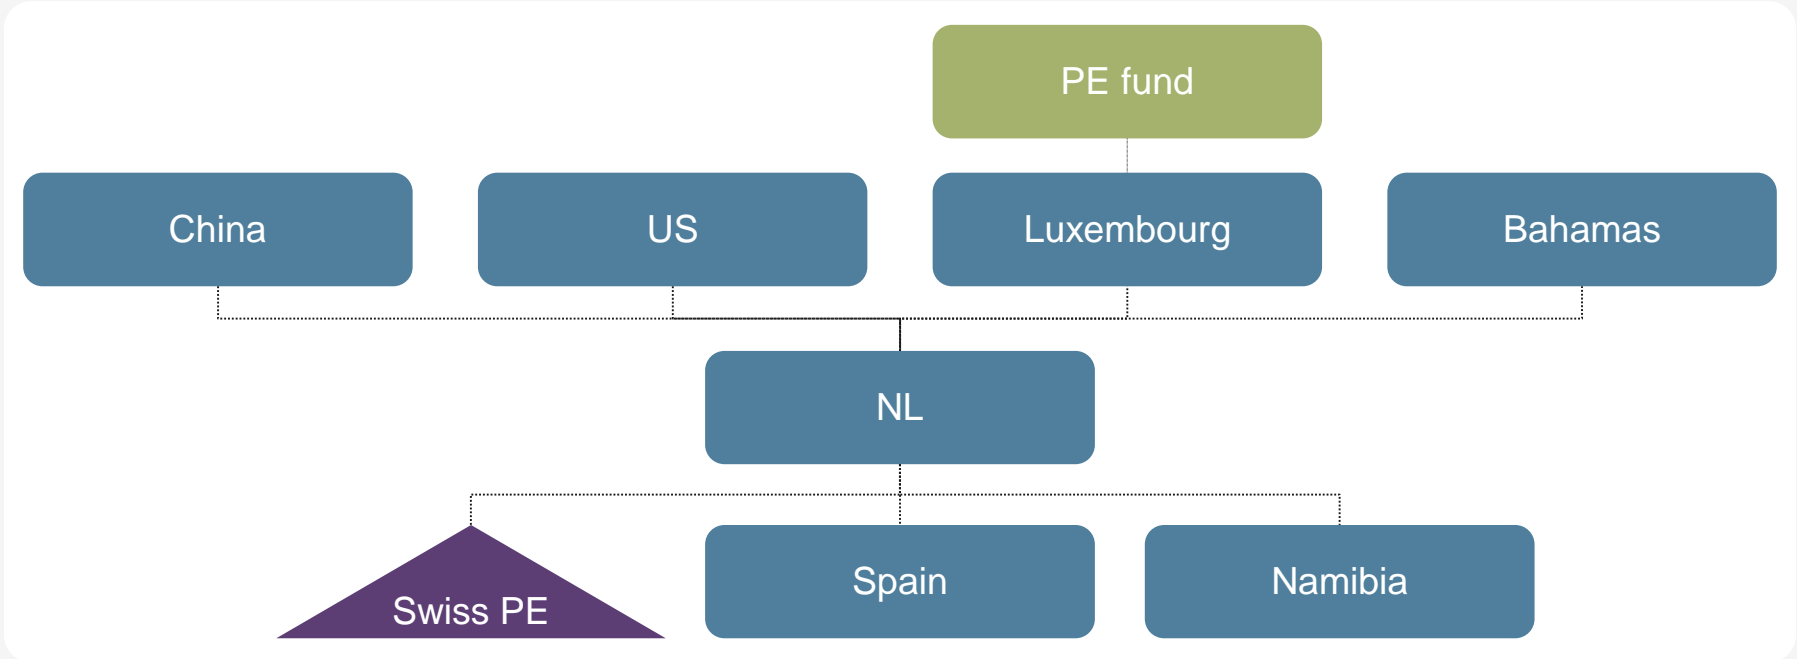 PE fund
China
US
Luxembourg
Bahamas
NL
Swiss PE
Spain
Namibia